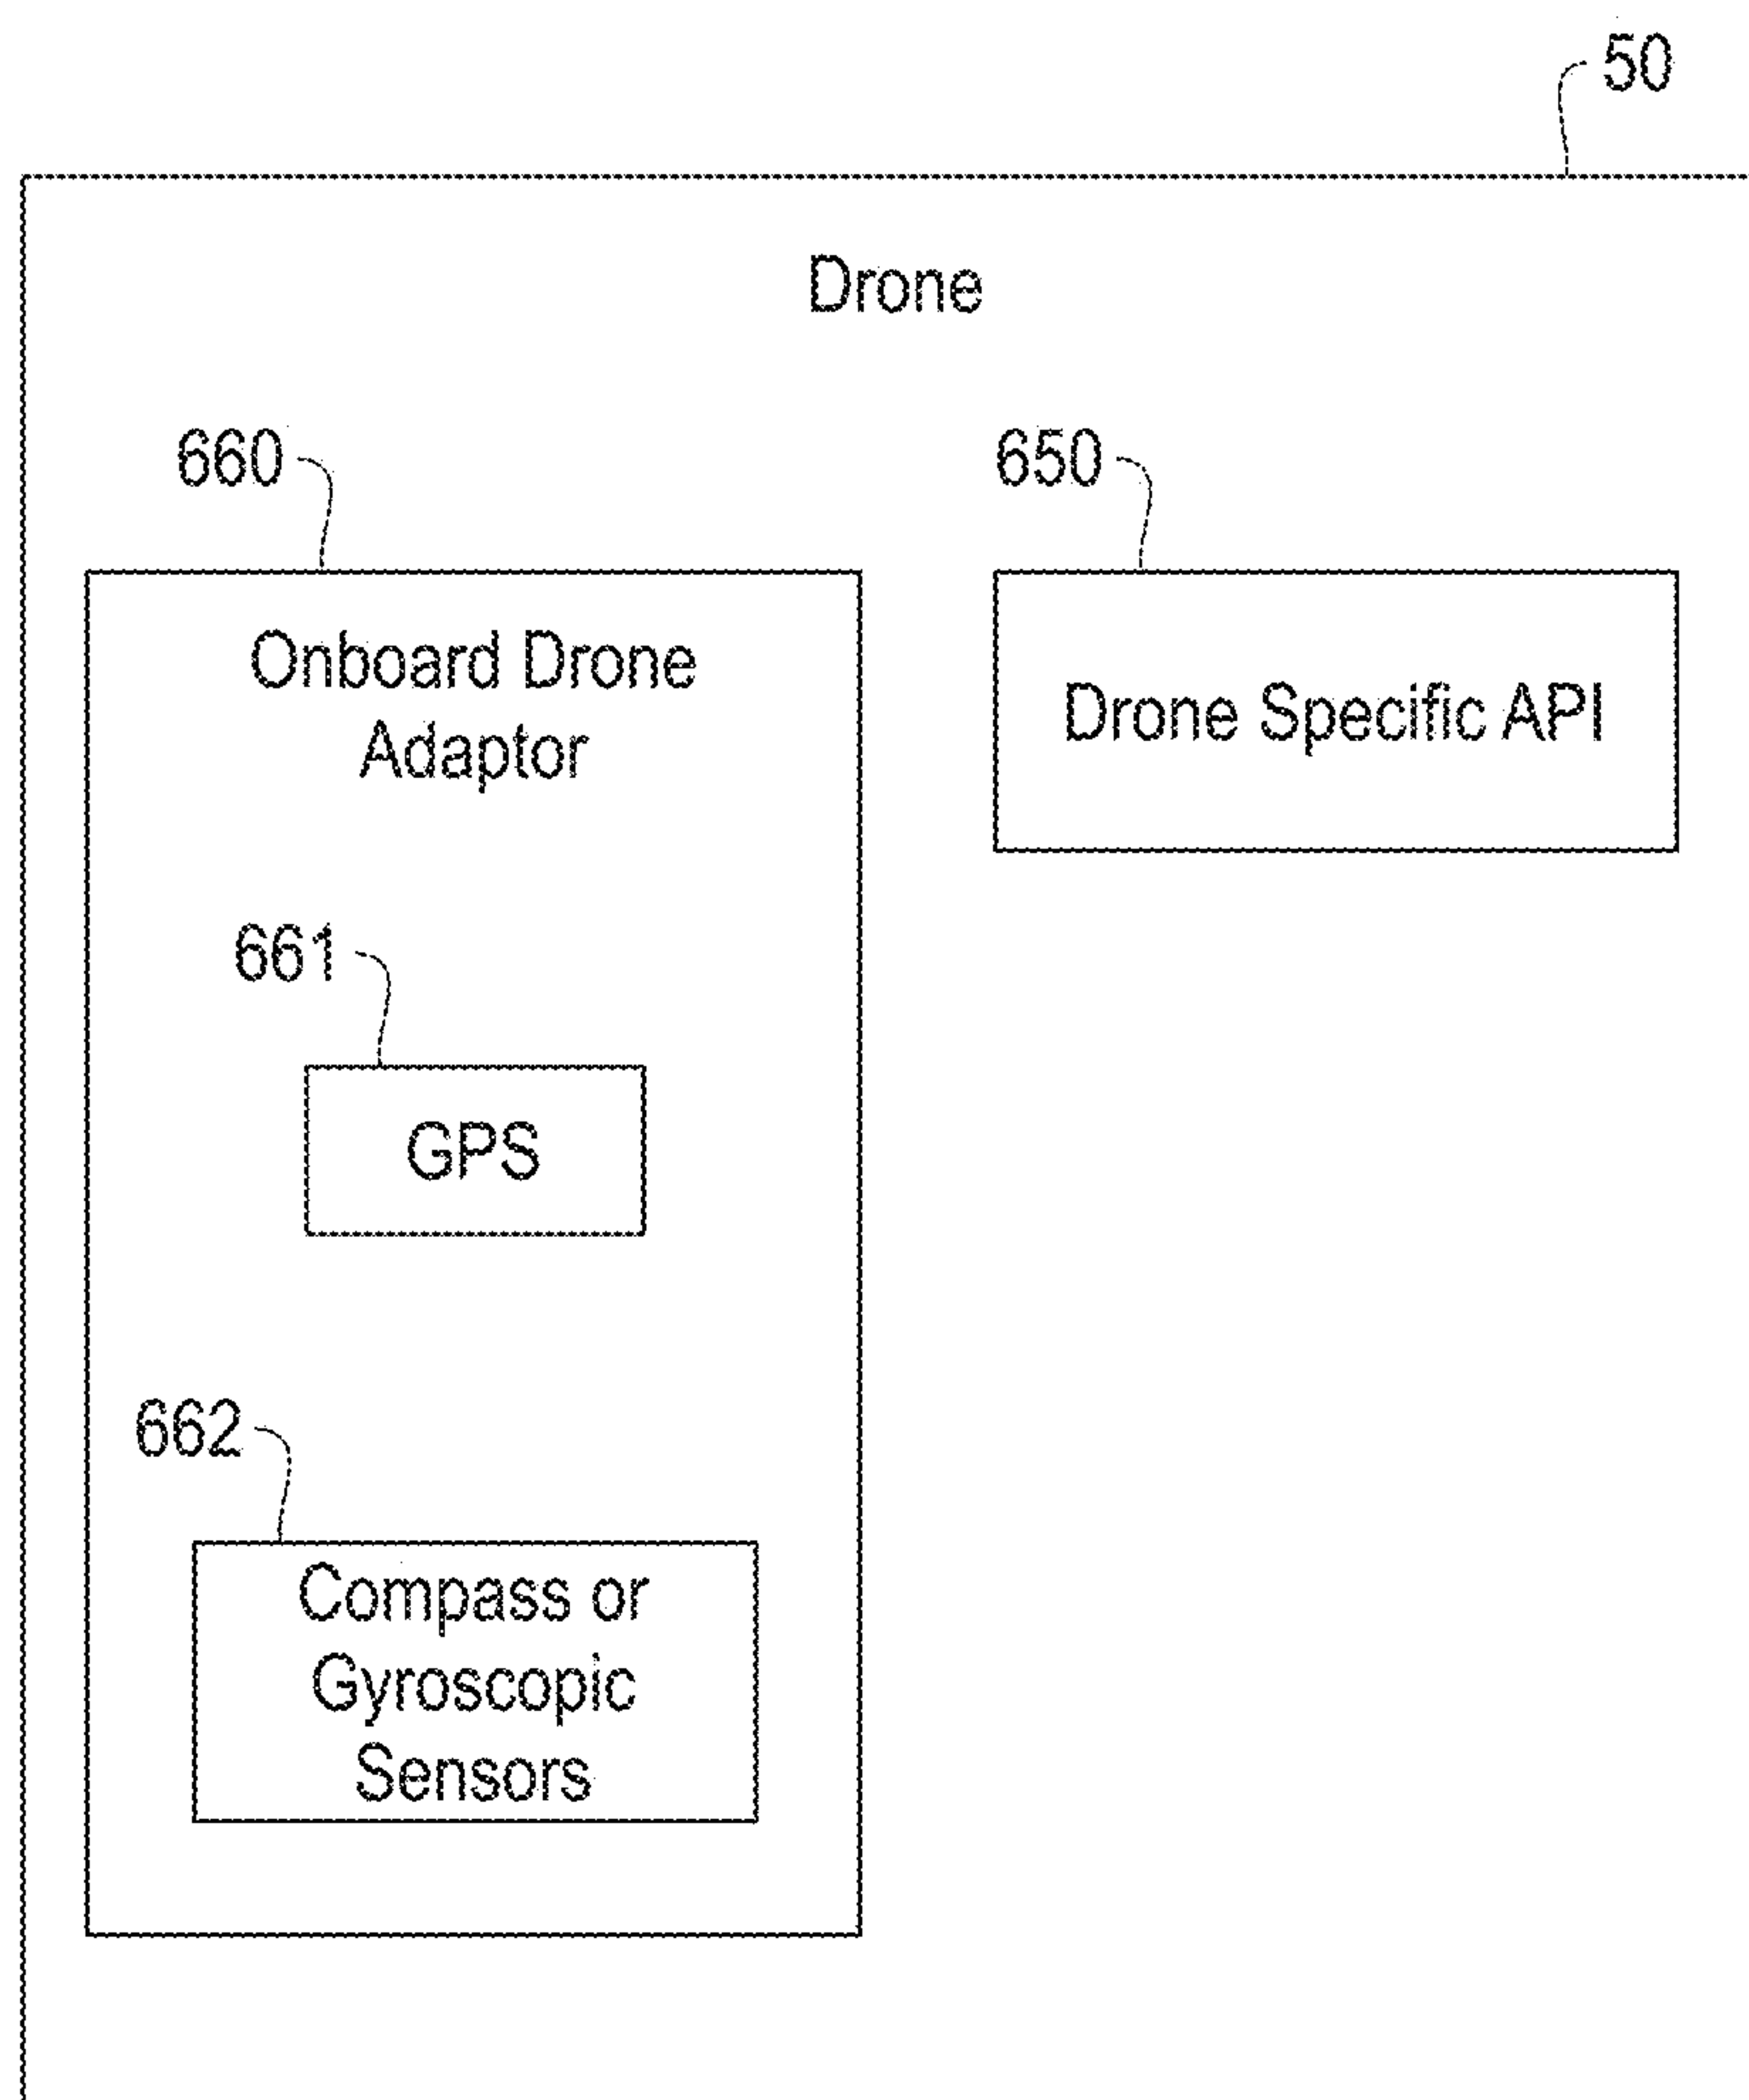 50
Drone
660
650
Onboard Drone
Adaptor
Drone Specific API
661
GPS
662
Compass or
Gyroscopic
Sensors